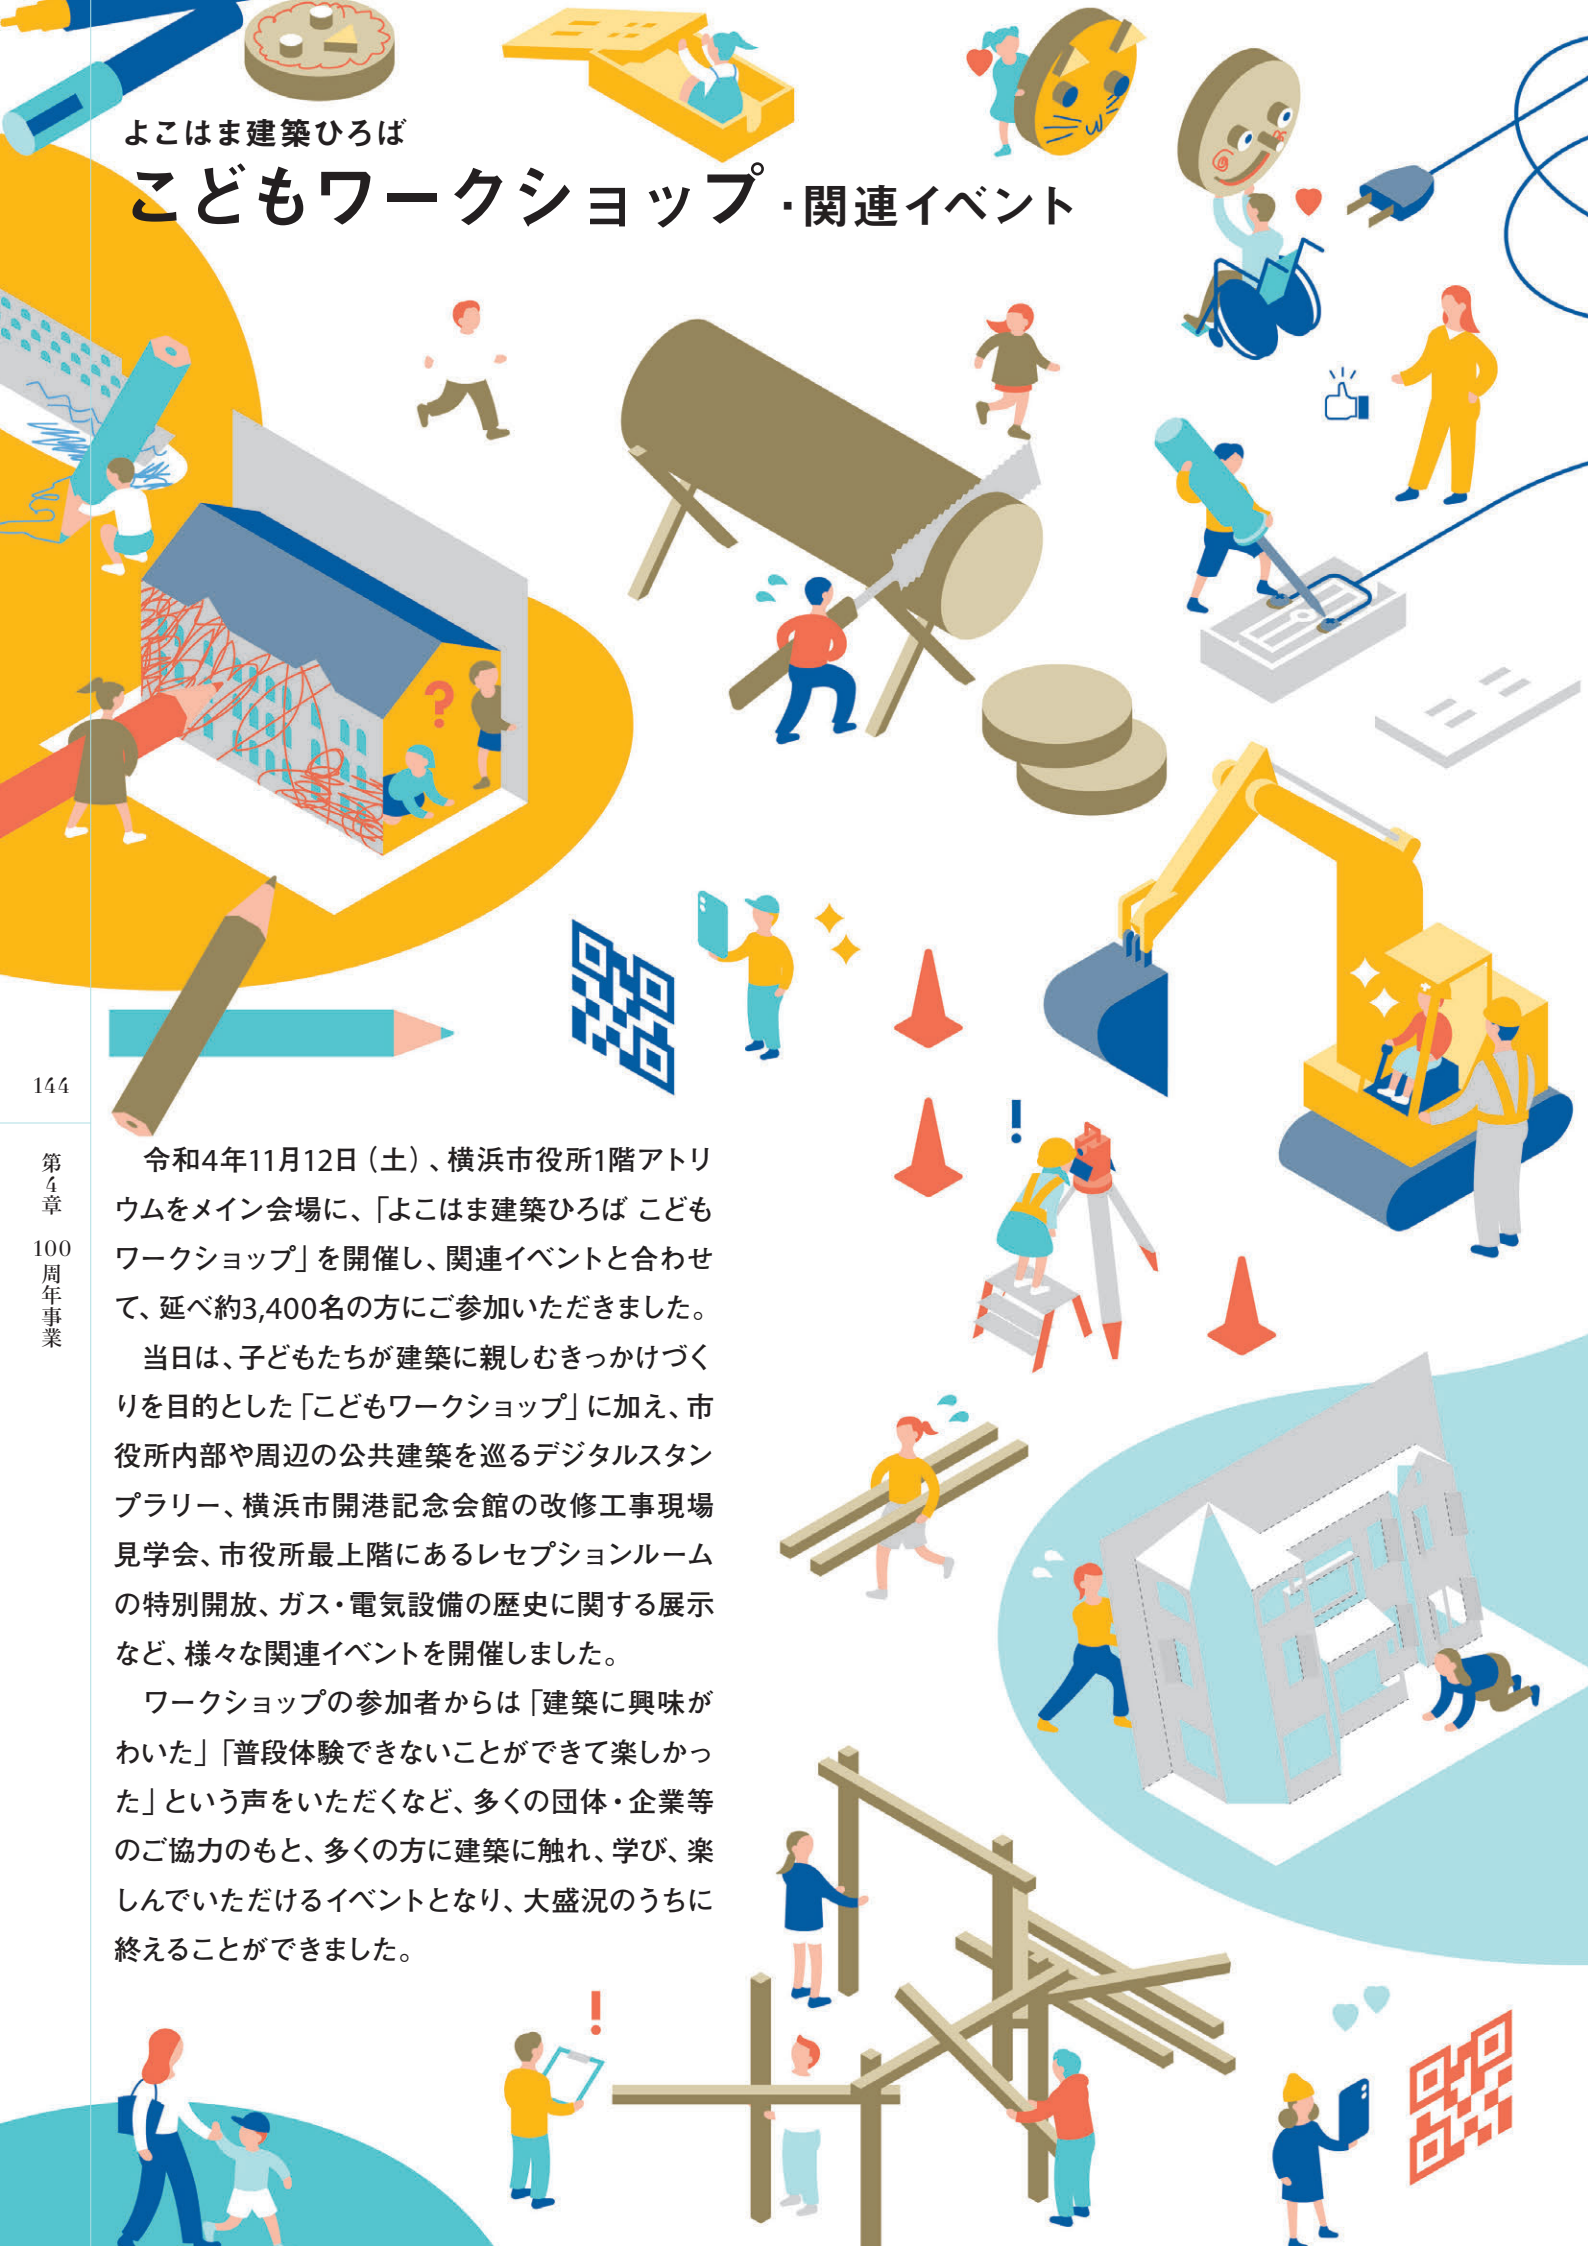 よこはま建築ひろば
こどもワークショップ・関連イベント
144
第4章 100周年事業
令和4年11月12日（土）、横浜市役所1階アトリ
ウムをメイン会場に、「よこはま建築ひろば こども
ワークショップ」を開催し、関連イベントと合わせ
て、延べ約3,400名の方にご参加いただきました。
当日は、子どもたちが建築に親しむきっかけづく
りを目的とした「こどもワークショップ」に加え、市
役所内部や周辺の公共建築を巡るデジタルスタン
プラリー、横浜市開港記念会館の改修工事現場
見学会、市役所最上階にあるレセプションルーム
の特別開放、ガス・電気設備の歴史に関する展示
など、様々な関連イベントを開催しました。
ワークショップの参加者からは「建築に興味が
わいた」「普段体験できないことができて楽しかっ
た」という声をいただくなど、多くの団体・企業等
のご協力のもと、多くの方に建築に触れ、学び、楽
しんでいただけるイベントとなり、大盛況のうちに
終えることができました。